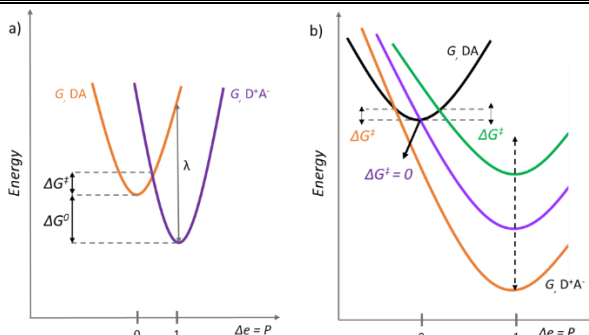 a)
Energy
G, DA
G, D⁺A⁻
λ
ΔG‡
ΔG⁰
0
1
Δe = P
b)
Energy
G, DA
ΔG‡
ΔG‡
ΔG‡ = 0
G, D⁺A⁻
0
1
Δe = P